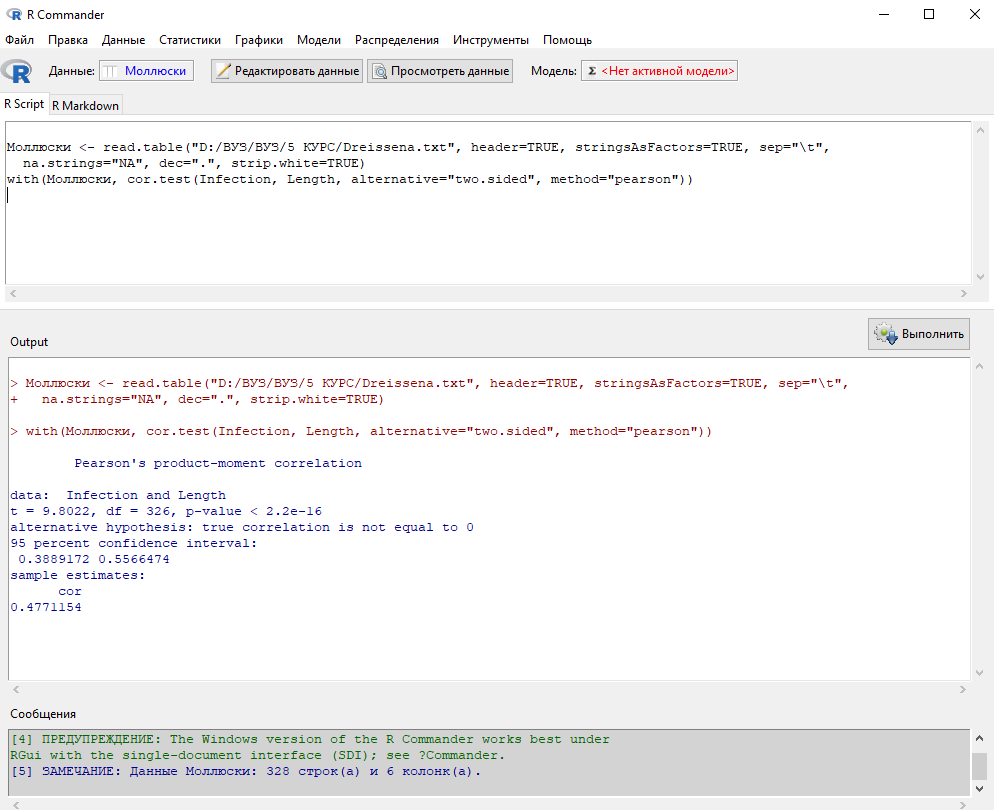 R Commander
Файл Правка Данные Статистики Графики Модели Распределения Инструменты Помощь
R Данные: Моллюски Редактировать данные Просмотреть данные Модель: Σ <Нет активной модели>
R Script R Markdown
Моллюски <- read.table("D:/ВУЗ/ВУЗ/5 КУРС/Dreissena.txt", header=TRUE, stringsAsFactors=TRUE, sep="\t",
na.strings="NA", dec=".", strip.white=TRUE)
with(Моллюски, cor.test(Infection, Length, alternative="two.sided", method="pearson"))
Выполнить
Output
> Моллюски <- read.table("D:/ВУЗ/ВУЗ/5 КУРС/Dreissena.txt", header=TRUE, stringsAsFactors=TRUE, sep="\t",
+ na.strings="NA", dec=".", strip.white=TRUE)
> with(Моллюски, cor.test(Infection, Length, alternative="two.sided", method="pearson"))
Pearson's product-moment correlation
data: Infection and Length
t = 9.8022, df = 326, p-value < 2.2e-16
alternative hypothesis: true correlation is not equal to 0
95 percent confidence interval:
0.3889172 0.5566474
sample estimates:
cor
0.4771154
Сообщения
[4] ПРЕДУПРЕЖДЕНИЕ: The Windows version of the R Commander works best under
RGui with the single-document interface (SDI); see ?Commander.
[5] ЗАМЕЧАНИЕ: Данные Моллюски: 328 строк(а) и 6 колонк(а).